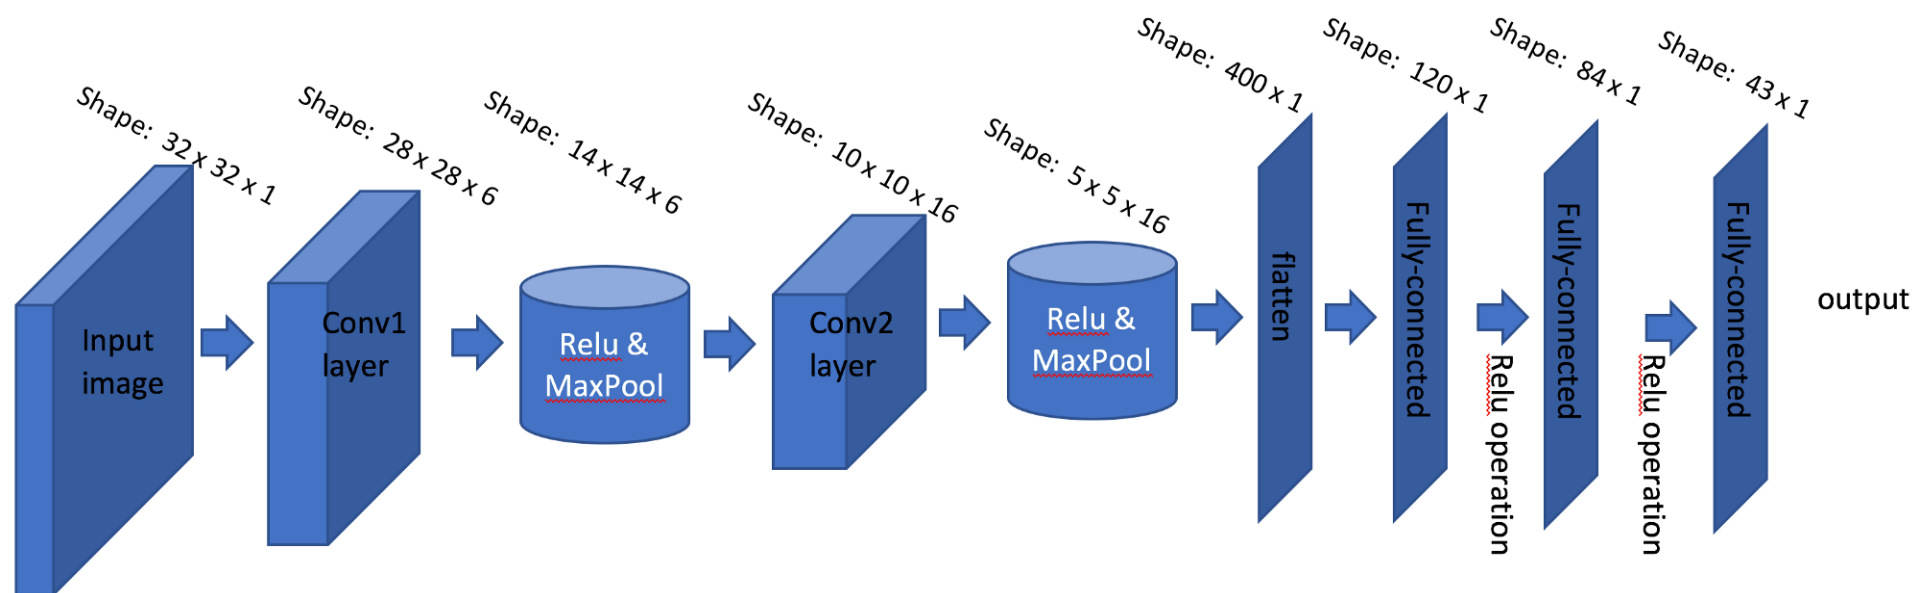 Shape: 32 x 32 x 1
Shape: 28 x 28 x 6
Shape: 14 x 14 x 6
Shape: 10 x 10 x 16
Shape: 5 x 5 x 16
Shape: 400 x 1
Shape: 120 x 1
Shape: 84 x 1
Shape: 43 x 1
Input
image
Conv1
layer
Relu &
MaxPool
Conv2
layer
Relu &
MaxPool
flatten
Fully-connected
Relu operation
Fully-connected
Relu operation
Fully-connected
output